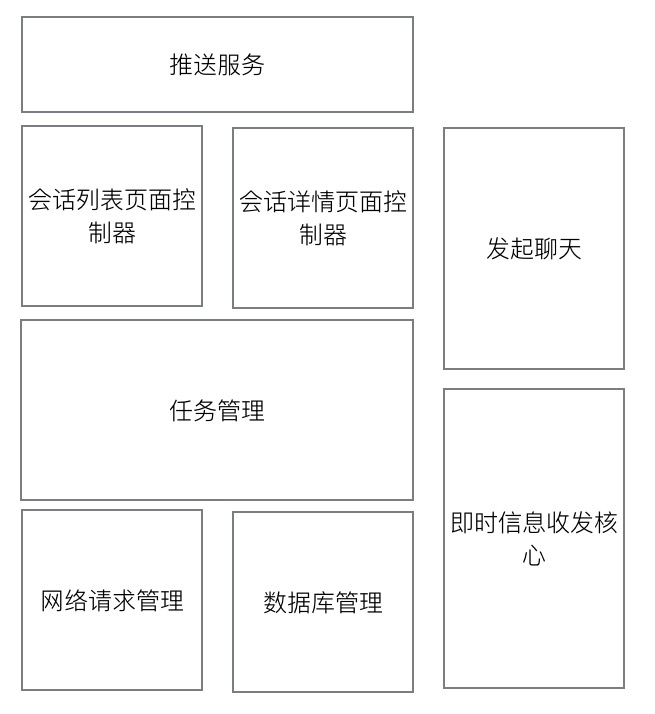 推送服务
会话列表页面控
制器
会话详情页面控
制器
发起聊天
任务管理
即时信息收发核
心
网络请求管理
数据库管理